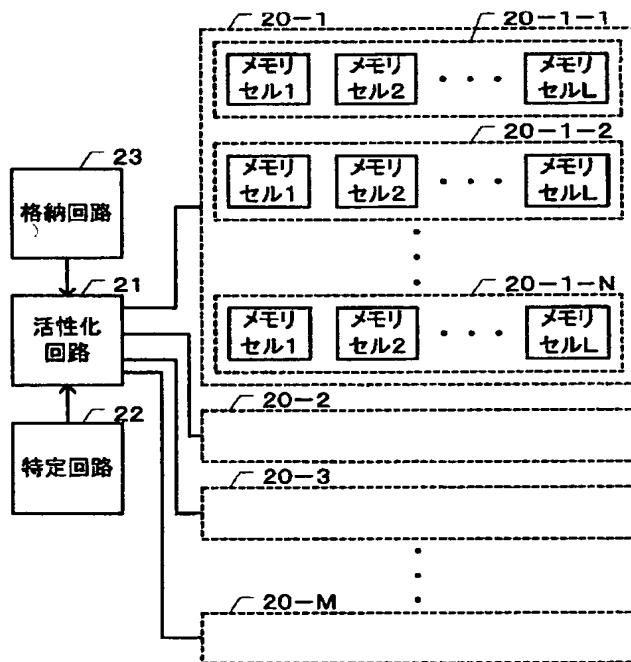 20-1
20-1-1
メモリ
セル1
メモリ
セル2
・・・
メモリ
セルL
20-1-2
メモリ
セル1
メモリ
セル2
・・・
メモリ
セルL
20-1-N
メモリ
セル1
メモリ
セル2
・・・
メモリ
セルL
23
格納回路
21
活性化
回路
22
特定回路
20-2
20-3
20-M